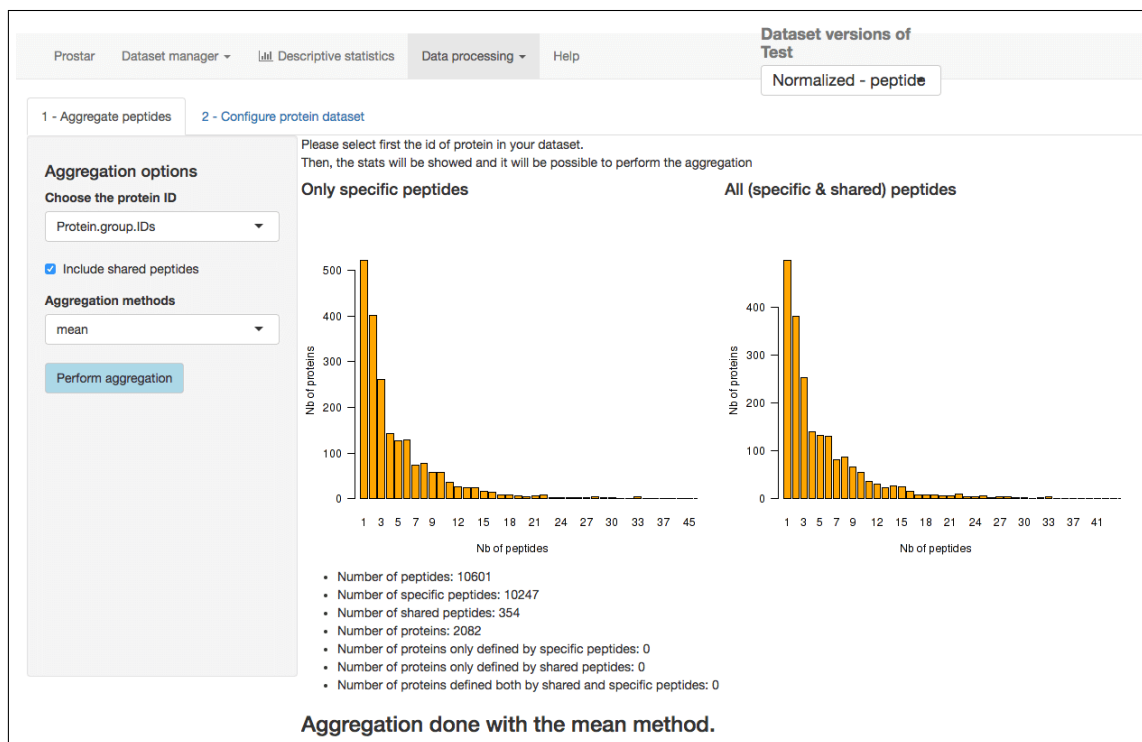 Prostar Dataset manager Descriptive statistics Data processing Help
Dataset versions of
Test
Normalized - peptide
1 - Aggregate peptides 2 - Configure protein dataset
Aggregation options
Choose the protein ID
Protein.group.IDs
Include shared peptides
Aggregation methods
mean
Perform aggregation
Please select first the id of protein in your dataset.
Then, the stats will be showed and it will be possible to perform the aggregation
Only specific peptides
Nb of proteins
500
400
300
200
100
0
1 3 5 7 9 12 15 18 21 24 27 30 33 37 45
Nb of peptides
All (specific & shared) peptides
Nb of proteins
400
300
200
100
0
1 3 5 7 9 12 15 18 21 24 27 30 33 37 41
Nb of peptides
• Number of peptides: 10601
• Number of specific peptides: 10247
• Number of shared peptides: 354
• Number of proteins: 2082
• Number of proteins only defined by specific peptides: 0
• Number of proteins only defined by shared peptides: 0
• Number of proteins defined both by shared and specific peptides: 0
Aggregation done with the mean method.